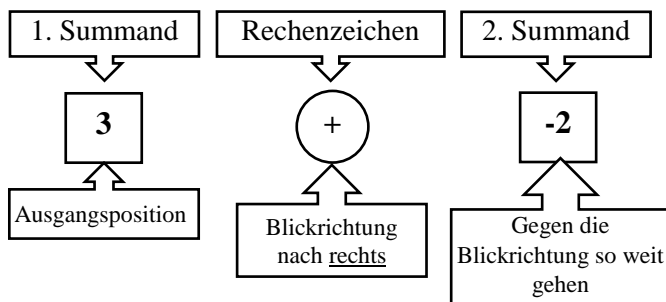 1. Summand
Rechenzeichen
2. Summand
3
+
-2
Ausgangsposition
Blickrichtung
nach rechts
Gegen die
Blickrichtung so weit
gehen